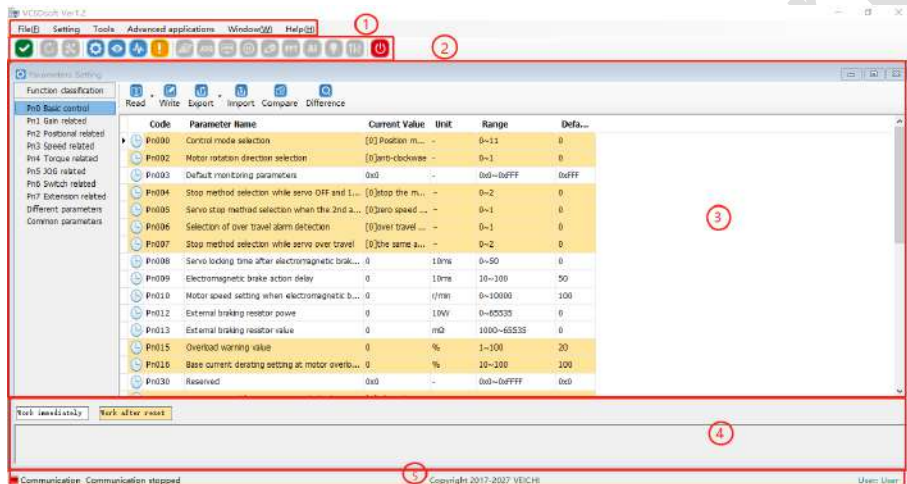 VCSDsoft Ver1.2
File(F) Setting Tools Advanced applications Window(W) Help(H)
①
②
Parameters Setting
Function classification
Read Write Export Import Compare Difference
Pn0 Basic control
Pn1 Gain related
Pn2 Postional related
Pn3 Speed related
Pn4 Torque related
Pn5 JOG related
Pn6 Switch related
Pn7 Extension related
Different parameters
Common parameters
Code Parameter Name Current Value Unit Range Defa...
Pn000 Control mode selection [0] Position m... - 0~11 0
Pn002 Motor rotation direction selection [0]anti-clockwise - 0~1 0
Pn003 Default monitoring parameters 0x0 - 0x0~0xFFF 0xFFF
Pn004 Stop method selection while servo OFF and 1... [0]stop the m... - 0~2 0
Pn005 Servo stop method selection when the 2nd a... [0]zero speed ... - 0~1 0
Pn006 Selection of over travel alarm detection [0]over travel ... - 0~1 0
Pn007 Stop method selection while servo over travel [0]the same a... - 0~2 0
Pn008 Servo locking time after electromagnetic brak... 0 10ms 0~50 0
Pn009 Electromagnetic brake action delay 0 10ms 10~100 50
Pn010 Motor speed setting when electromagnetic b... 0 r/min 10~10000 100
Pn012 External braking resistor powe 0 10W 0~65535 0
Pn013 External braking resistor value 0 mΩ 1000~65535 0
Pn015 Overload warning value 0 % 1~100 20
Pn016 Base current derating setting at motor overlo... 0 % 10~100 100
Pn030 Reserved 0x0 - 0x0~0xFFFF 0x0
③
Work immediately Work after reset
④
⑤
Communication Communication stopped Copyright 2017-2027 VEICHI User: User